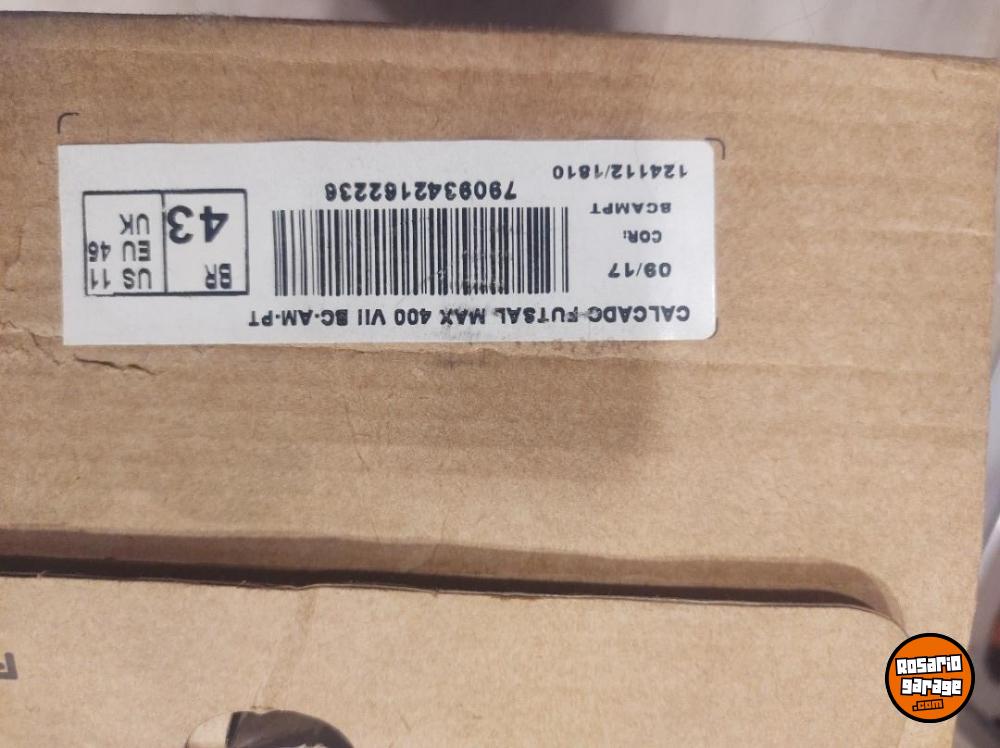 CALCADO FUTSAL MAX 400 VII BC-AM-PT
09/17
COR:
BCAMPT
124112/1810
7909342162236
BR
43
US 11
EU 46
UK
Rosario
garage
.com